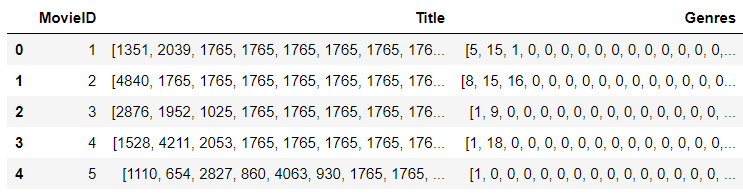 MovieID Title Genres
0 1 [1351, 2039, 1765, 1765, 1765, 1765, 1765, 176... [5, 15, 1, 0, 0, 0, 0, 0, 0, 0, 0, 0, 0, 0, 0,...
1 2 [4840, 1765, 1765, 1765, 1765, 1765, 1765, 176... [8, 15, 16, 0, 0, 0, 0, 0, 0, 0, 0, 0, 0, 0, 0...
2 3 [2876, 1952, 1025, 1765, 1765, 1765, 1765, 176... [1, 9, 0, 0, 0, 0, 0, 0, 0, 0, 0, 0, 0, 0, 0, ...
3 4 [1528, 4211, 2053, 1765, 1765, 1765, 1765, 176... [1, 18, 0, 0, 0, 0, 0, 0, 0, 0, 0, 0, 0, 0, 0,...
4 5 [1110, 654, 2827, 860, 4063, 930, 1765, 1765, ... [1, 0, 0, 0, 0, 0, 0, 0, 0, 0, 0, 0, 0, 0, 0, ...